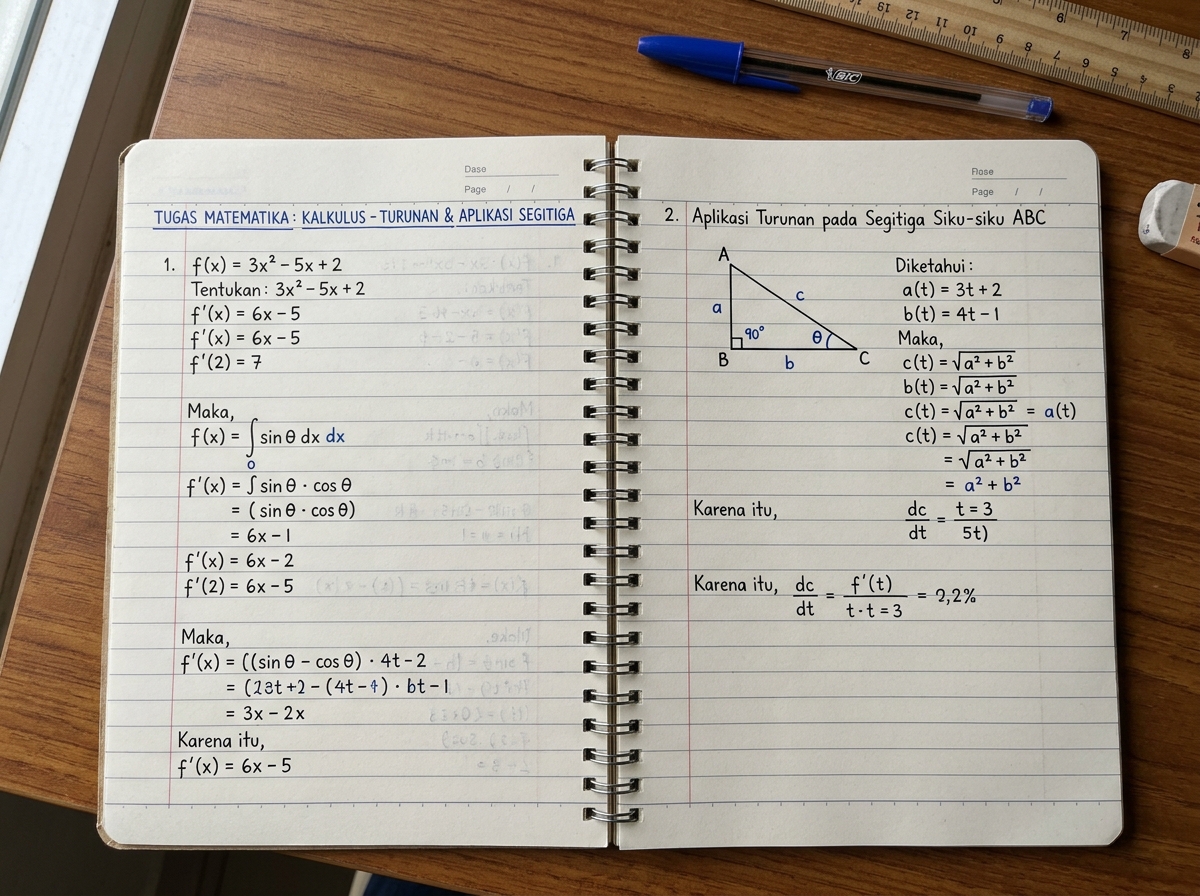 Dase
Page / /
TUGAS MATEMATIKA: KALKULUS – TURUNAN & APLIKASI SEGITIGA
1. f(x) = 3x² – 5x + 2
Tentukan: 3x² – 5x + 2
f'(x) = 6x – 5
f'(x) = 6x – 5
f'(2) = 7
Maka,
f(x) = ∫₀ sin θ dx dx
f'(x) = ∫ sin θ · cos θ
= (sin θ · cos θ)
= 6x – 1
f'(x) = 6x – 2
f'(2) = 6x – 5
Maka,
f'(x) = ((sin θ – cos θ) · 4t – 2
= (28t + 2 – (4t – 4) · bt – 1
= 3x – 2x
Karena itu,
f'(x) = 6x – 5
Page / /
2. Aplikasi Turunan pada Segitiga Siku-siku ABC
A
a
c
90°
θ
B
b
C
Diketahui:
a(t) = 3t + 2
b(t) = 4t – 1
Maka,
c(t) = √a² + b²
b(t) = √a² + b²
c(t) = √a² + b² = a(t)
c(t) = √a² + b²
= √a² + b²
= a² + b²
Karena itu, dc/dt = t = 3/5t)
Karena itu, dc/dt = f'(t)/t·t = 3 = 2,2%
BIC